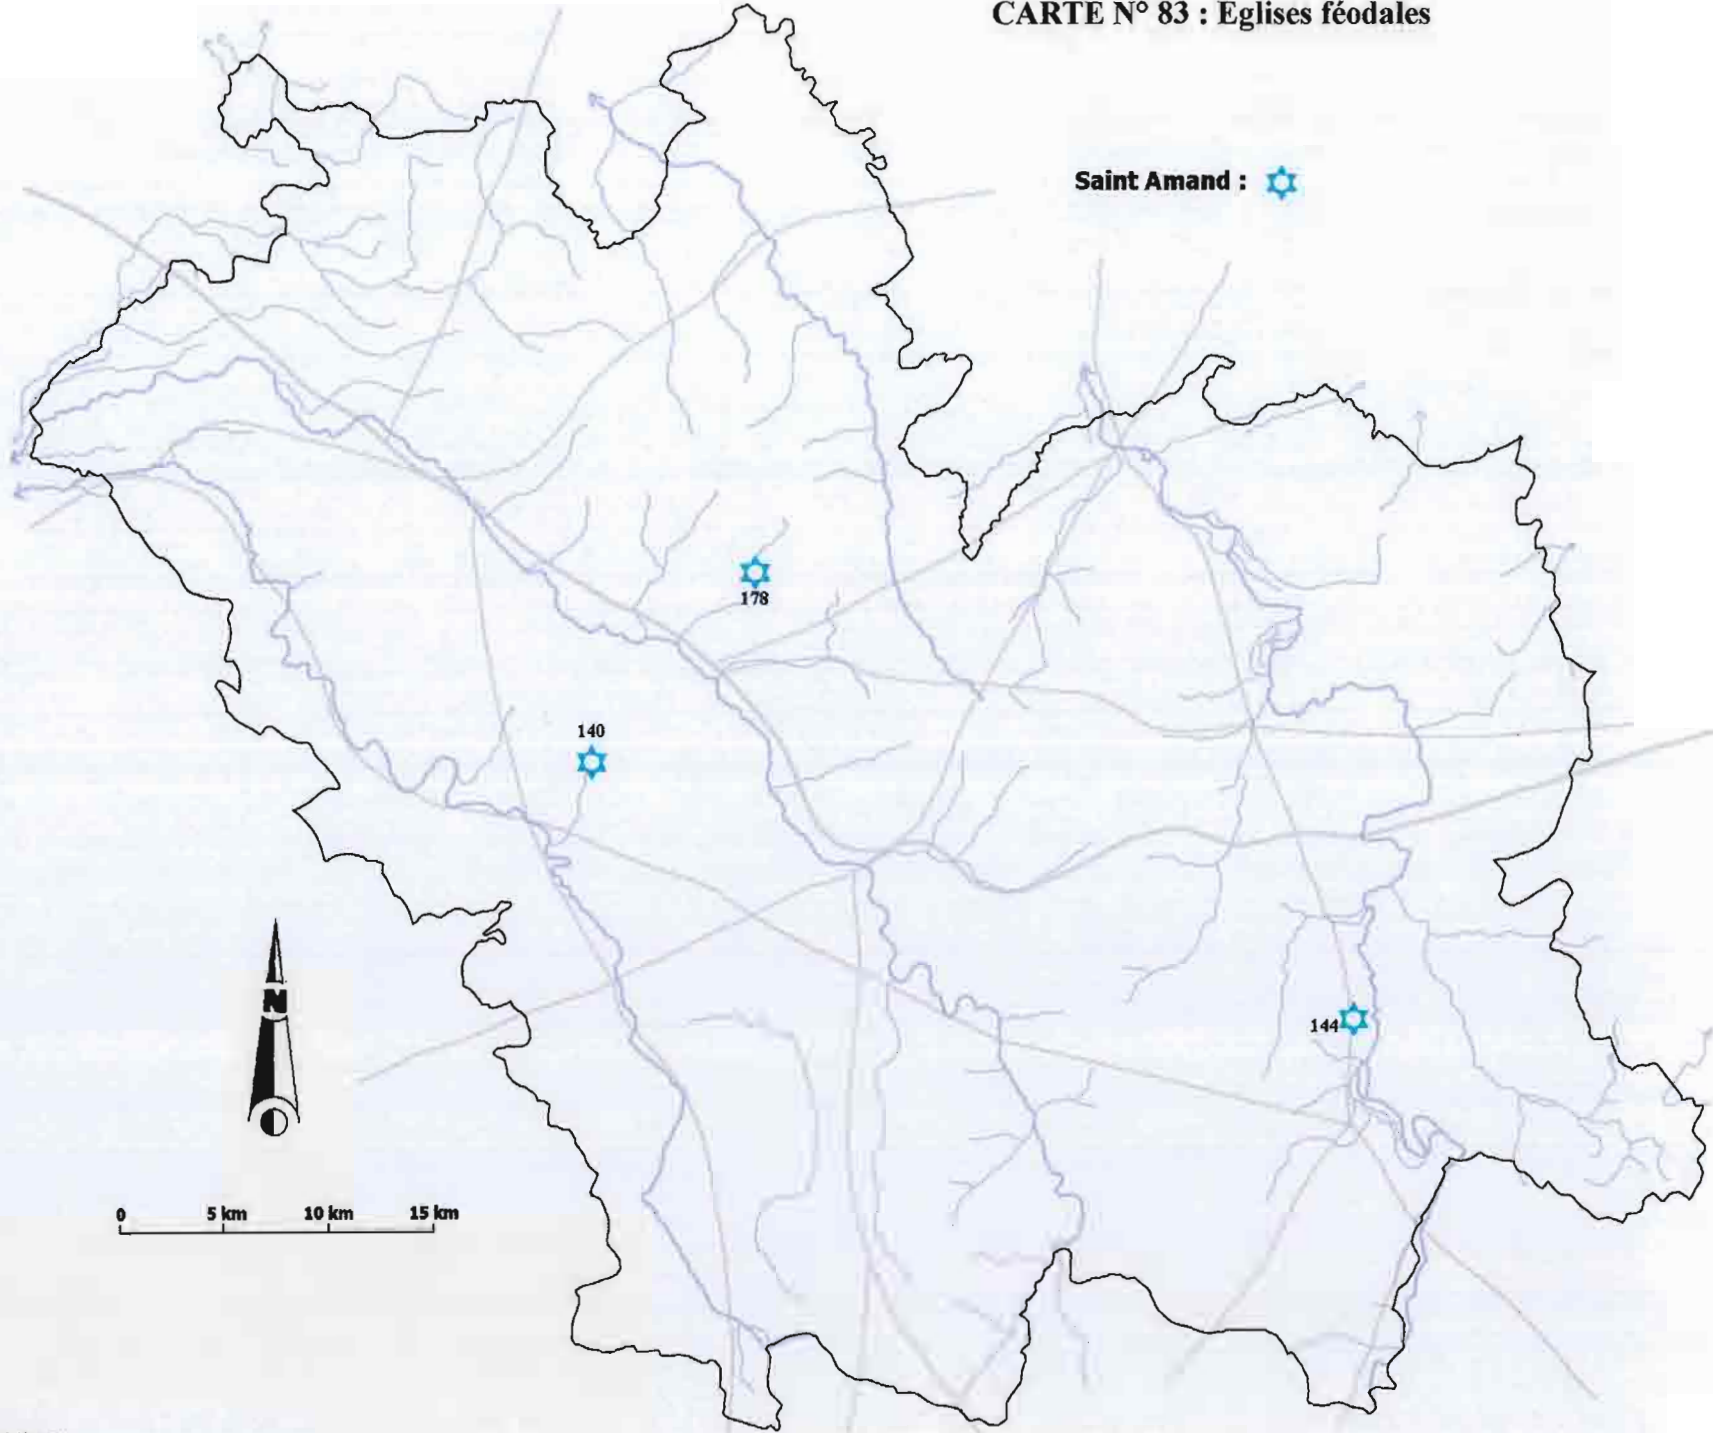 CARTE N° 83 : Eglises féodales
Saint Amand :
178
140
144
N
0 5 km 10 km 15 km